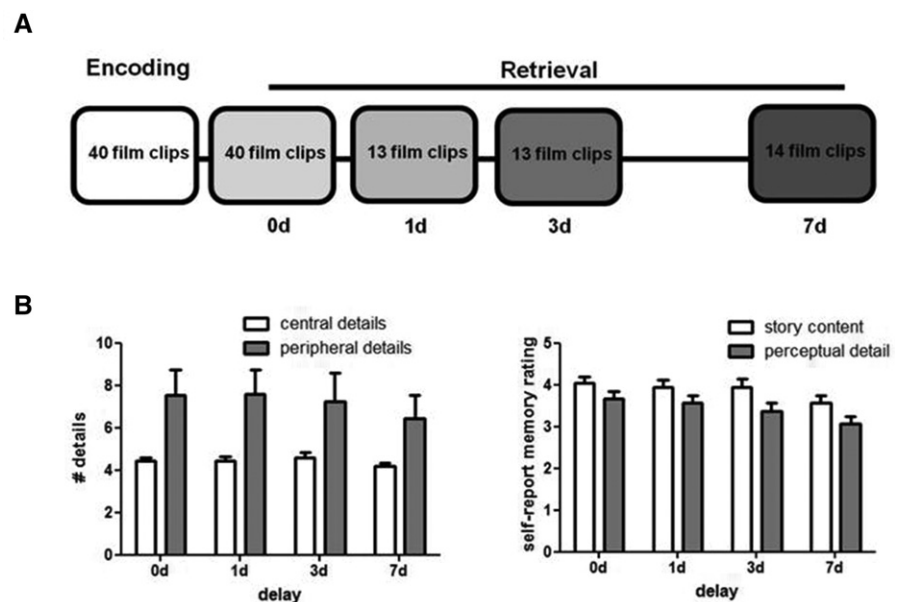 A
Encoding
Retrieval
40 film clips
40 film clips
13 film clips
13 film clips
14 film clips
0d
1d
3d
7d
B
central details
peripheral details
10
8
6
4
2
0
# details
0d
1d
3d
7d
delay
story content
perceptual detail
5
4
3
2
1
0
self-report memory rating
0d
1d
3d
7d
delay